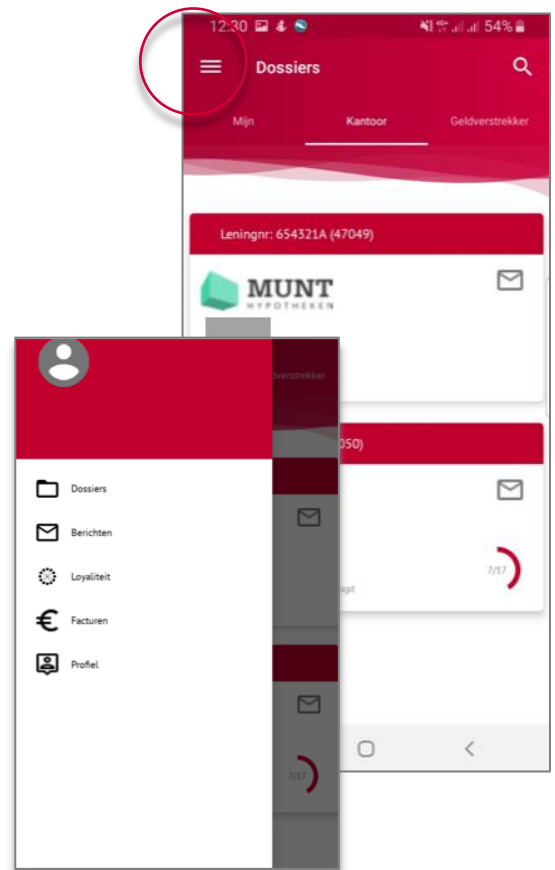 12:30 54%
Dossiers
Mijn Kantoor Geldverstrekker
Leningnr: 654321A (47049)
MUNT
HYPOTHEKEN
dverstrekker
050)
7/17
agd
Dossiers
Berichten
Loyaliteit
Facturen
Profiel
7/17